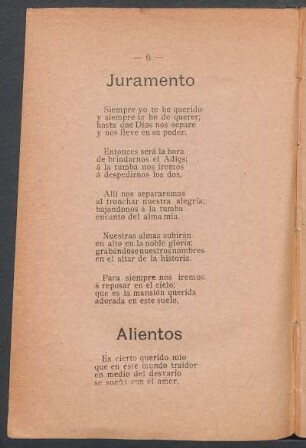 — 6 —
Juramento
Siempre yo te he querido
y siempre te he de querer;
hasta que Dios nos separe
y nos lleve en su poder.
Entonces será la hora
de brindarnos el Adiqs;
á la tumba nos iremos
á despedirnos los dos.
Allí nos separaremos
al tronchar nuestra alegría;
bajándonos á la tumba
encanto del alma mía.
Nuestras almas subirán
en alto en la noble gloria;
grabándose nuestros nombres
en el altar de la historia.
Para siempre nos iremos
á reposar en el cielo;
que es la mansión querida
adorada en este suelo.
Alientos
Es cierto querido mío
que en este mundo traidor
en medio del desvarío
se sueña con el amor.